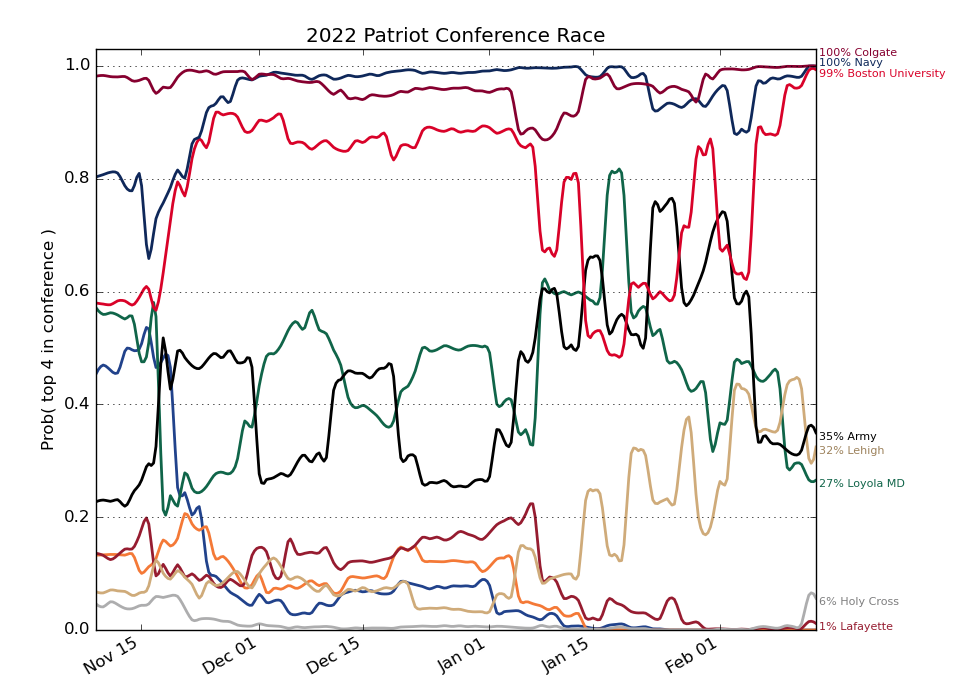 2022 Patriot Conference Race
Prob( top 4 in conference )
1.0
0.8
0.6
0.4
0.2
0.0
Nov 15
Dec 01
Dec 15
Jan 01
Jan 15
Feb 01
100% Colgate
100% Navy
99% Boston University
35% Army
32% Lehigh
27% Loyola MD
6% Holy Cross
1% Lafayette